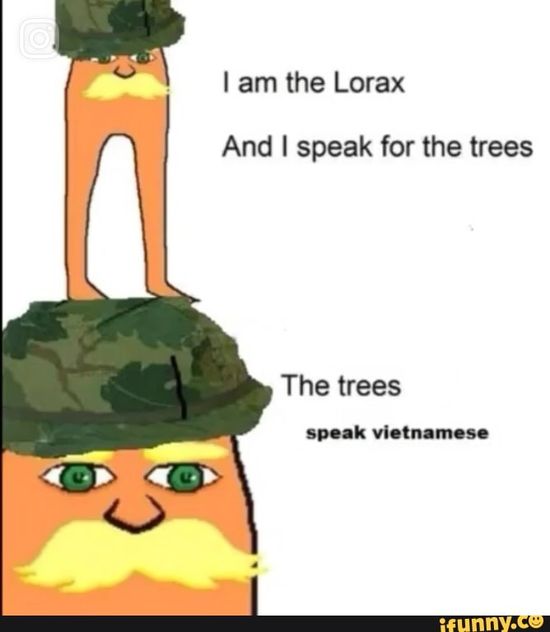 I am the Lorax
And I speak for the trees
The trees
speak vietnamese
ifunny.co